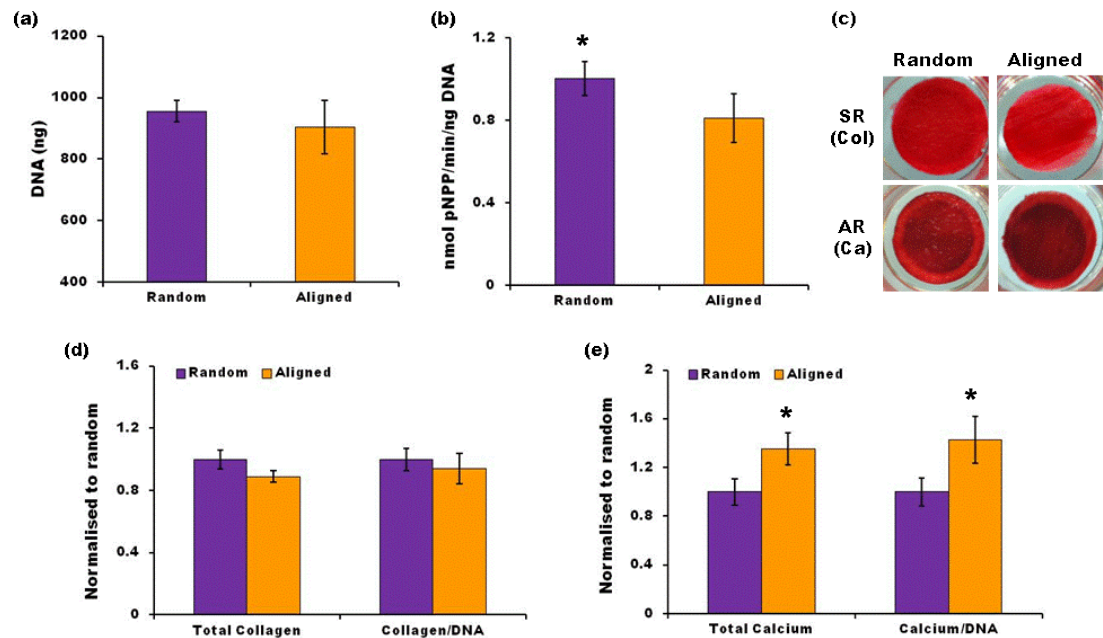 (a)
1200
1000
800
600
400
DNA (ng)
Random Aligned
(b)
1.2
0.8
0.4
0
nmol pNPP/min/ng DNA
*
Random Aligned
(c)
Random Aligned
SR
(Col)
AR
(Ca)
(d)
1.6
1.2
0.8
0.4
0
Normalised to random
Random Aligned
Total Collagen Collagen/DNA
(e)
2
1.6
1.2
0.8
0.4
0
Normalised to random
Random Aligned
*
*
Total Calcium Calcium/DNA